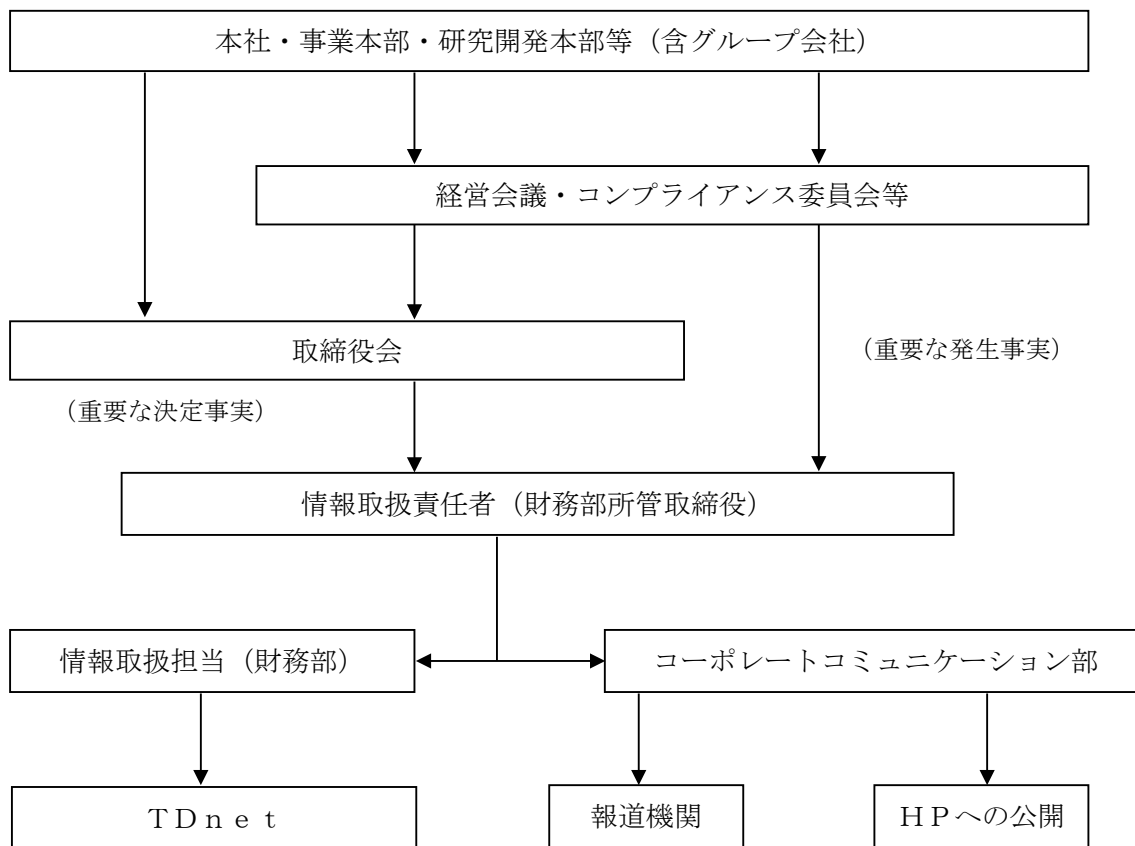 本社・事業本部・研究開発本部等（含グループ会社）
経営会議・コンプライアンス委員会等
取締役会
（重要な発生事実）
（重要な決定事実）
情報取扱責任者（財務部所管取締役）
情報取扱担当（財務部）
コーポレートコミュニケーション部
ＴＤｎｅｔ
報道機関
ＨＰへの公開